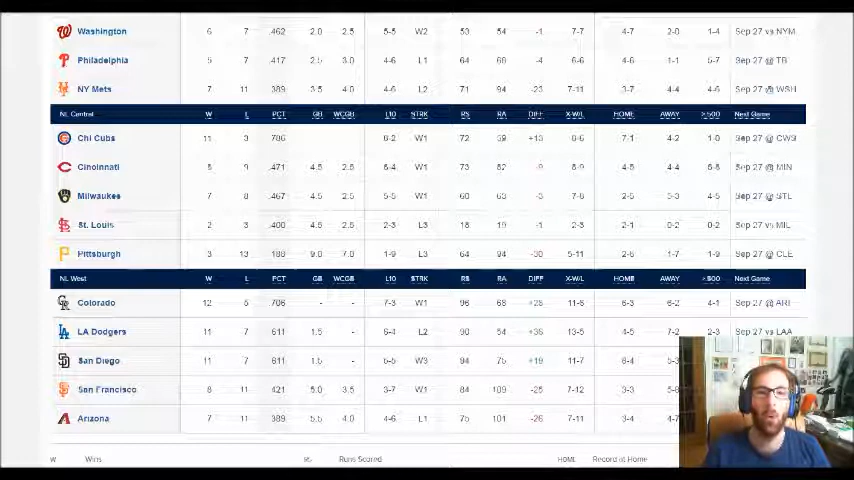 Washington 6 7 .462 2.0 2.5 5-5 W2 53 54 -1 7-7 4-7 2-0 1-4 Sep 27 vs NYM
Philadelphia 5 7 .417 2.5 3.0 4-6 L1 64 68 -4 6-6 4-6 1-1 5-7 Sep 27 @ TB
NY Mets 7 11 .389 3.5 4.0 4-6 L2 71 94 -23 7-11 3-7 4-4 4-6 Sep 27 @ WSH
NL Central W L PCT GB WCGB L10 STRK RS RA DIFF X-W/L HOME AWAY >.500 Next Game
Chi Cubs 11 3 .786 W1 72 59 +13 7-1 4-2 1-0 Sep 27 @ CWS
Cincinnati 9 .471 4.5 2.5 W1 73 82 -9 8-9 4-5 4-4 Sep 27 @ MIN
Milwaukee 7 8 .467 4.5 2.5 5-5 W1 60 63 -3 7-8 2-5 5-3 4-5 Sep 27 @ STL
St. Louis 2 3 .400 4.5 2.5 2-3 L3 18 19 -1 2-3 2-1 0-2 0-2 Sep 27 vs MIL
Pittsburgh 3 13 .188 9.0 7.0 1-9 L3 64 94 -30 5-11 2-6 1-7 1-9 Sep 27 @ CLE
NL West W L PCT GB WCGB L10 STRK RS RA DIFF X-W/L HOME AWAY >.500 Next Game
Colorado 12 5 .706 - - 7-3 W1 96 68 +28 11-6 6-3 6-2 4-1 Sep 27 @ ARI
LA Dodgers 11 7 .611 1.5 - 6-4 L2 90 54 +36 13-5 4-5 7-2 2-3 Sep 27 vs LAA
San Diego 11 7 .611 1.5 - 5-5 W3 94 75 +19 11-7 6-4 5-3
San Francisco 8 11 .421 5.0 3.5 3-7 W1 84 109 -25 7-12 3-3 5-8
Arizona 7 11 .389 5.5 4.0 4-6 L1 75 101 -26 7-11 3-4 4-7
W Wins RS Runs Scored HOME Record at Home